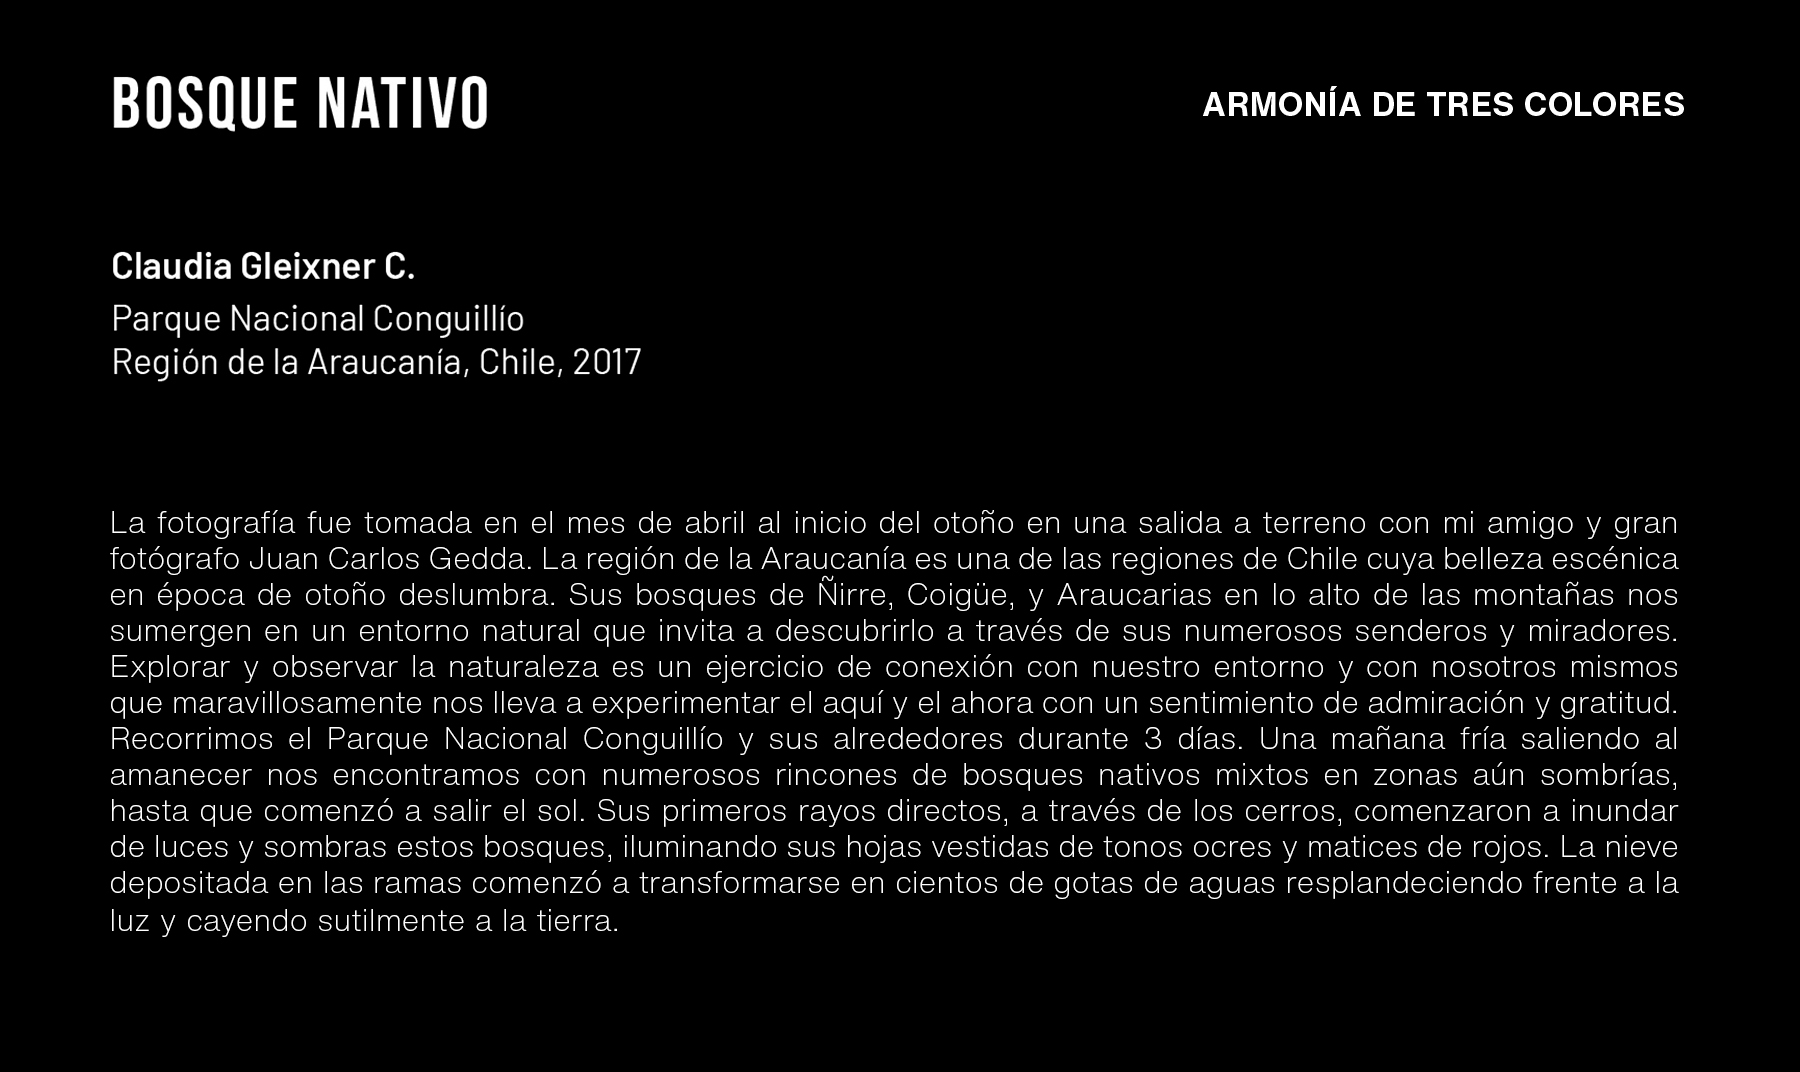 BOSQUE NATIVO
ARMONÍA DE TRES COLORES
Claudia Gleixner C.
Parque Nacional Conguillío
Región de la Araucanía, Chile, 2017
La fotografía fue tomada en el mes de abril al inicio del otoño en una salida a terreno con mi amigo y gran
fotógrafo Juan Carlos Gedda. La región de la Araucanía es una de las regiones de Chile cuya belleza escénica
en época de otoño deslumbra. Sus bosques de Ñirre, Coigüe, y Araucarias en lo alto de las montañas nos
sumergen en un entorno natural que invita a descubrirlo a través de sus numerosos senderos y miradores.
Explorar y observar la naturaleza es un ejercicio de conexión con nuestro entorno y con nosotros mismos
que maravillosamente nos lleva a experimentar el aquí y el ahora con un sentimiento de admiración y gratitud.
Recorrimos el Parque Nacional Conguillío y sus alrededores durante 3 días. Una mañana fría saliendo al
amanecer nos encontramos con numerosos rincones de bosques nativos mixtos en zonas aún sombrías,
hasta que comenzó a salir el sol. Sus primeros rayos directos, a través de los cerros, comenzaron a inundar
de luces y sombras estos bosques, iluminando sus hojas vestidas de tonos ocres y matices de rojos. La nieve
depositada en las ramas comenzó a transformarse en cientos de gotas de aguas resplandeciendo frente a la
luz y cayendo sutilmente a la tierra.